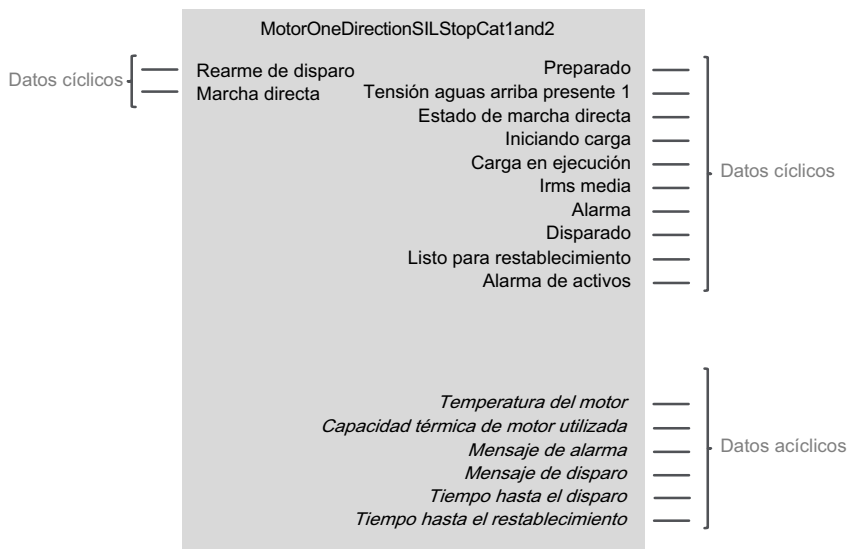 MotorOneDirectionSILStopCat1and2
Datos cíclicos
Rearme de disparo
Marcha directa
Preparado
Tensión aguas arriba presente 1
Estado de marcha directa
Iniciando carga
Carga en ejecución
Irms media
Alarma
Disparado
Listo para restablecimiento
Alarma de activos
Datos cíclicos
Temperatura del motor
Capacidad térmica de motor utilizada
Mensaje de alarma
Mensaje de disparo
Tiempo hasta el disparo
Tiempo hasta el restablecimiento
Datos acíclicos